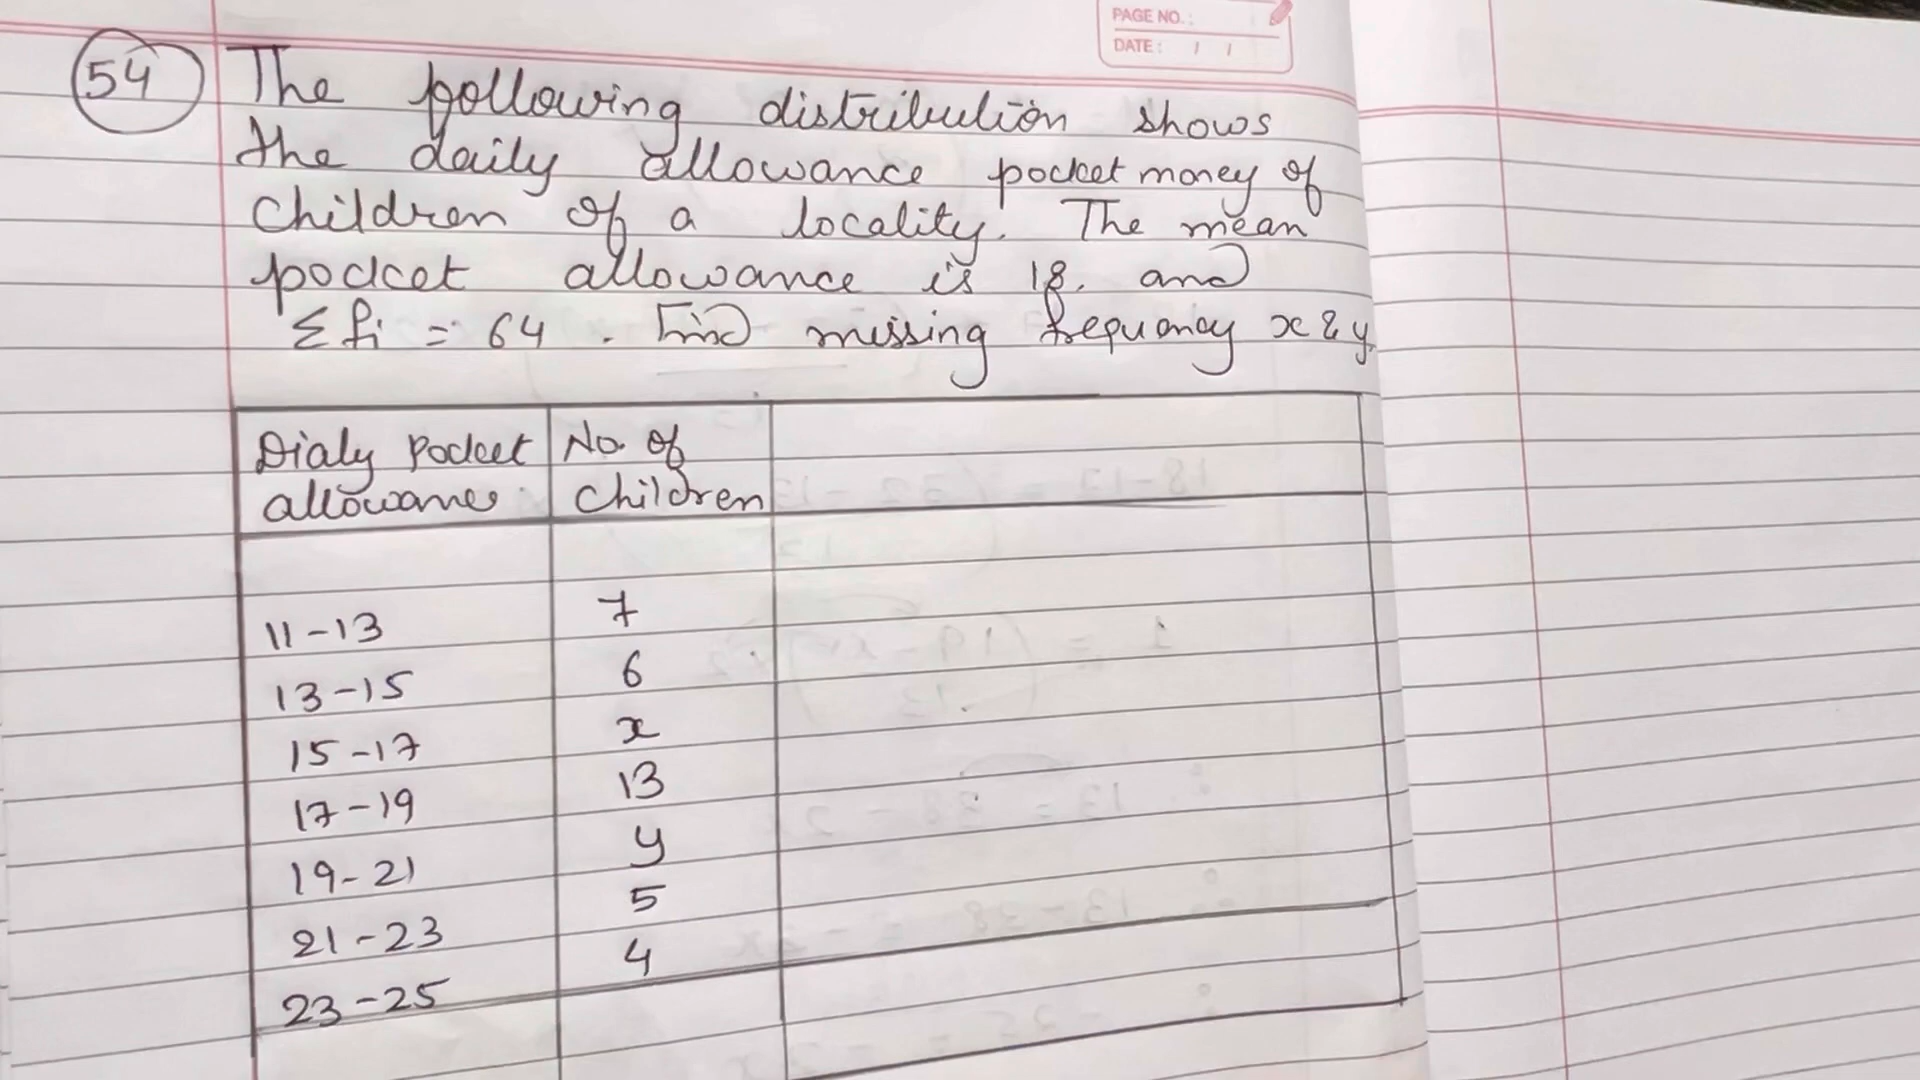 PAGE NO.:
DATE: / /
54 The following distribution shows
the daily allowance pocket money of
children of a locality. The mean
pocket allowance is 18. and
Σfi = 64. Find missing frequency x & y.
Dialy Pocket No. of
allowance children
11-13 7
13-15 6
15-17 x
17-19 13
19-21 y
21-23 5
23-25 4